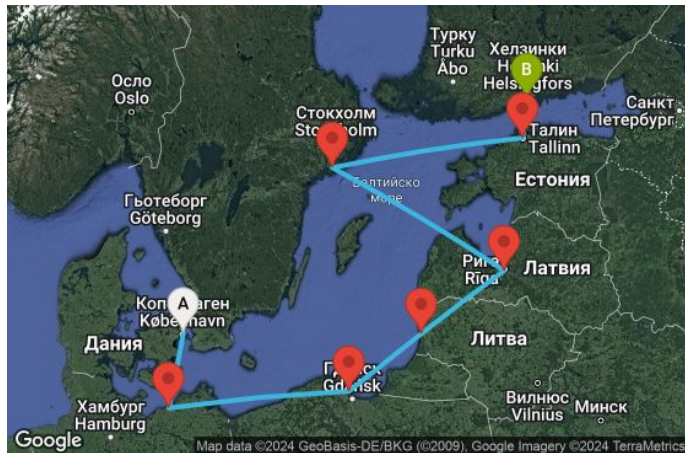 Турку
Turku
Åbo
Хелзинки
Helsinki
Helsingfors
B
Осло
Oslo
Санкт
Петербург
Стокхолм
Stockholm
Талин
Tallinn
Балтийско
море
Естония
Гьотеборг
Göteborg
Рига
Rīga
Латвия
Копенхаген
København
A
Дания
Литва
Гданск
Gdańsk
Хамбург
Hamburg
Вилнюс
Vilnius
Минск
Google
Map data ©2024 GeoBasis-DE/BKG (©2009), Google Imagery ©2024 TerraMetrics